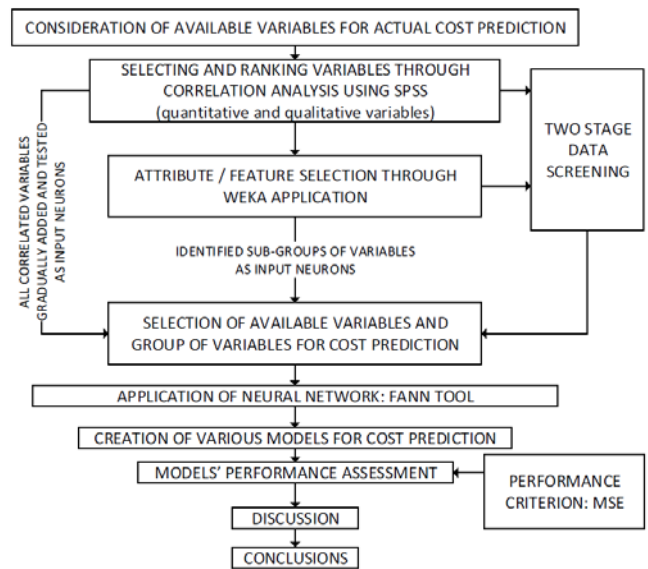 CONSIDERATION OF AVAILABLE VARIABLES FOR ACTUAL COST PREDICTION
SELECTING AND RANKING VARIABLES THROUGH
CORRELATION ANALYSIS USING SPSS
(quantitative and qualitative variables)
TWO STAGE
DATA
SCREENING
ALL CORRELATED VARIABLES
GRADUALLY ADDED AND TESTED
AS INPUT NEURONS
ATTRIBUTE / FEATURE SELECTION THROUGH
WEKA APPLICATION
IDENTIFIED SUB-GROUPS OF VARIABLES
AS INPUT NEURONS
SELECTION OF AVAILABLE VARIABLES AND
GROUP OF VARIABLES FOR COST PREDICTION
APPLICATION OF NEURAL NETWORK: FANN TOOL
CREATION OF VARIOUS MODELS FOR COST PREDICTION
MODELS' PERFORMANCE ASSESSMENT
PERFORMANCE
CRITERION: MSE
DISCUSSION
CONCLUSIONS